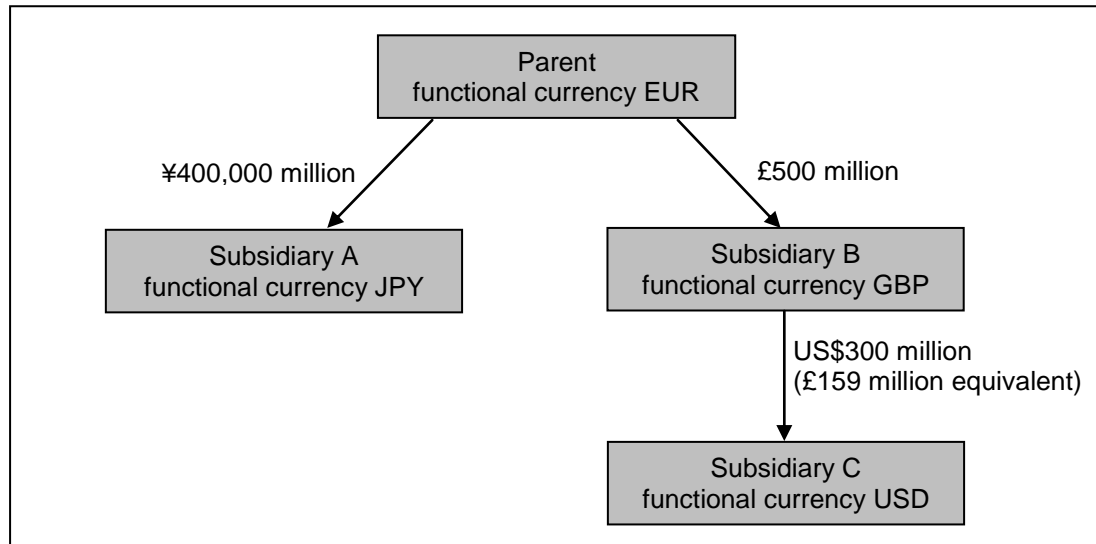 Parent
functional currency EUR
¥400,000 million
£500 million
Subsidiary A
functional currency JPY
Subsidiary B
functional currency GBP
US$300 million
(£159 million equivalent)
Subsidiary C
functional currency USD